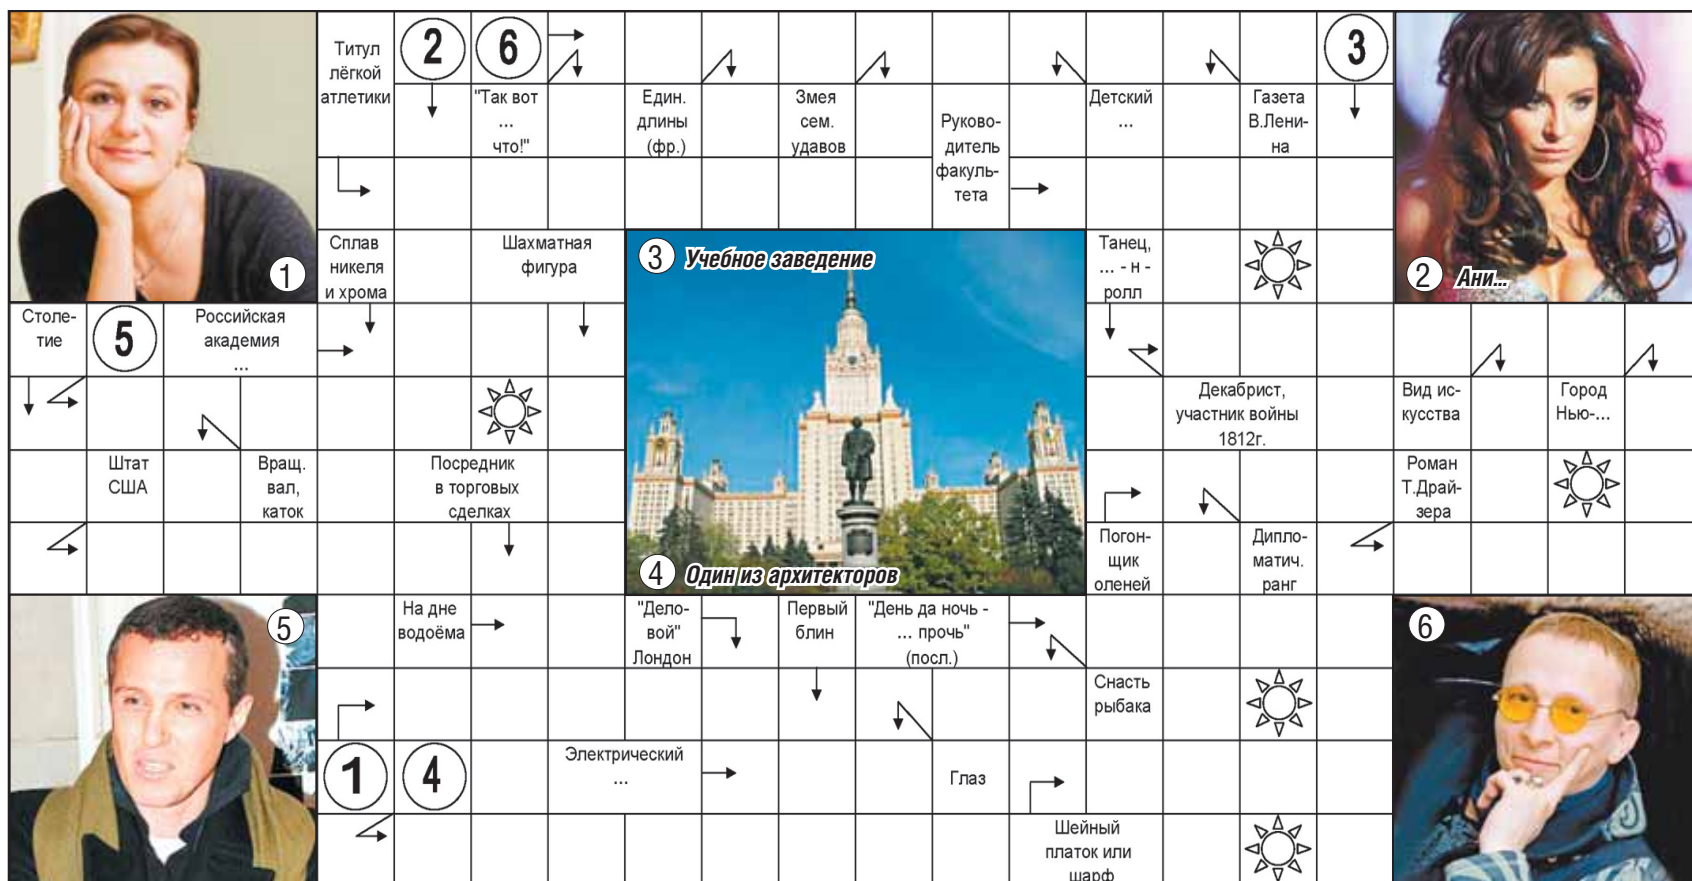 Титул
лёгкой
атлетики
2
6
3
"Так вот
...
что!"
Един.
длины
(фр.)
Змея
сем.
удавов
Руково-
дитель
факуль-
тета
Детский
...
Газета
В.Лени-
на
1
Сплав
никеля
и хрома
Шахматная
фигура
3 Учебное заведение
Танец,
... - н -
ролл
2 Ани...
Столе-
тие
5
Российская
академия
...
Декабрист,
участник войны
1812г.
Вид ис-
кусства
Город
Нью-...
Штат
США
Вращ.
вал,
каток
Посредник
в торговых
сделках
Роман
Т.Драй-
зера
4 Один из архитекторов
Погон-
щик
оленей
Дипло-
матич.
ранг
5
На дне
водоёма
"Дело-
вой"
Лондон
Первый
блин
"День да ночь -
... прочь"
(посл.)
6
Снасть
рыбака
1
4
Электрический
...
Глаз
Шейный
платок или
шарф